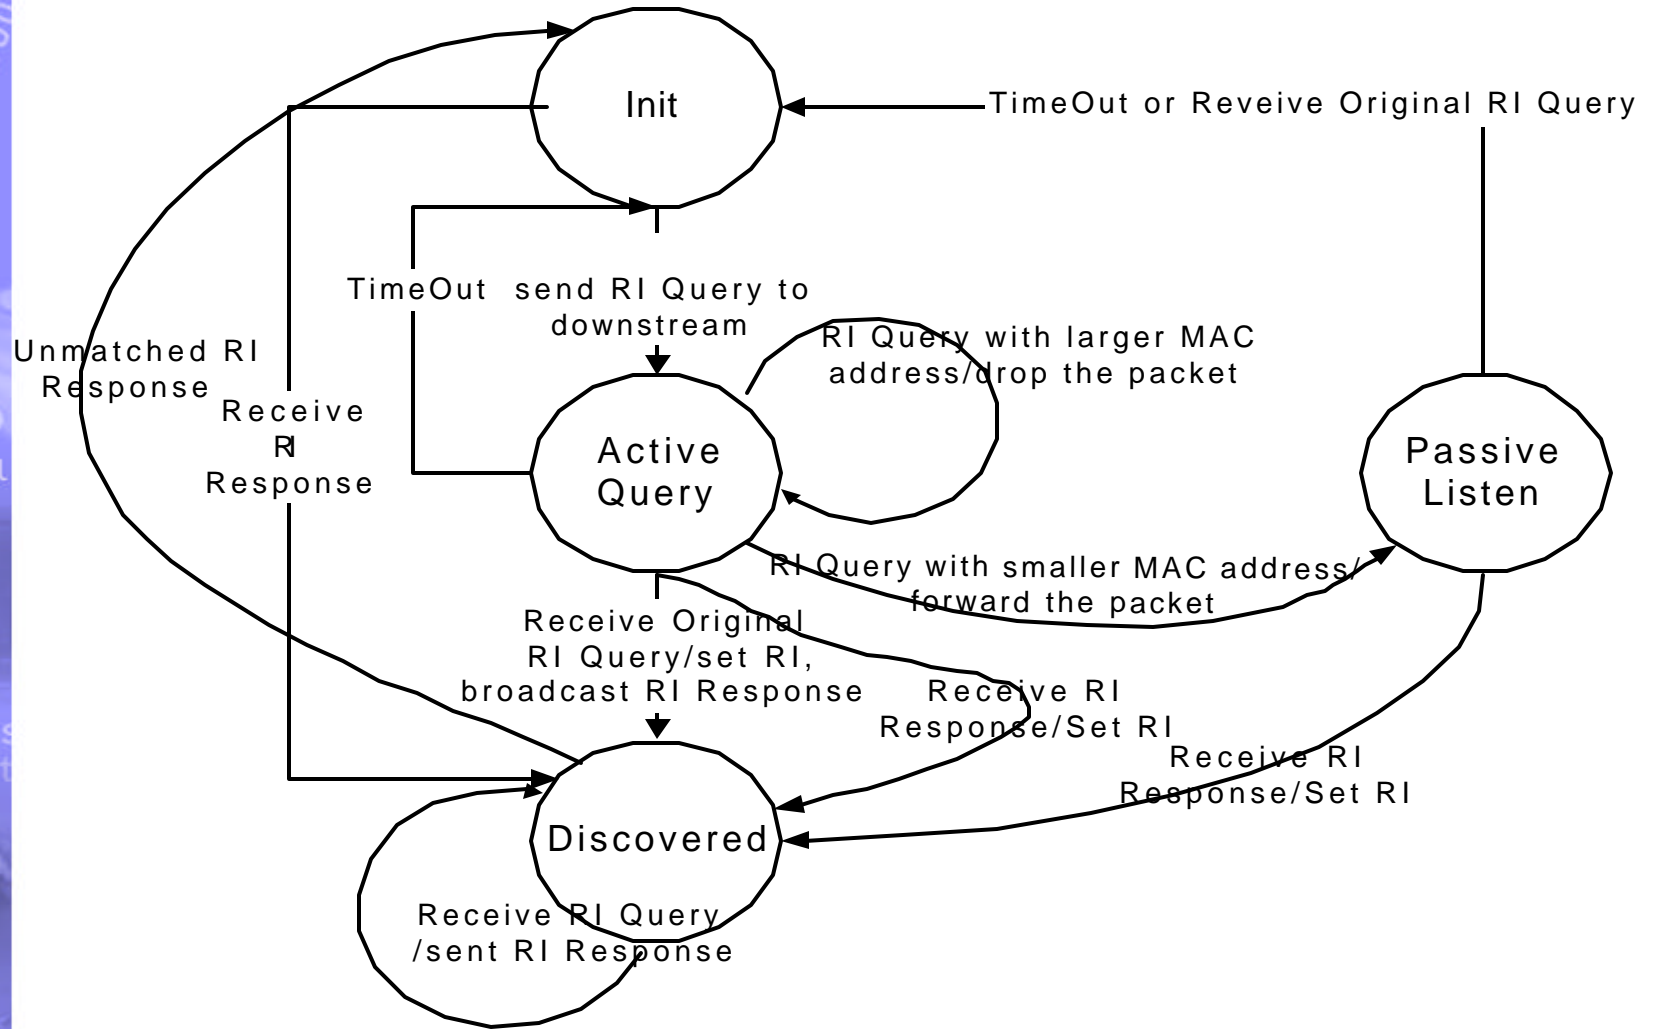 Init
TimeOut or Reveive Original RI Query
TimeOut
send RI Query to
downstream
RI Query with larger MAC
address/drop the packet
Unmatched RI
Response
Receive
RI
Response
Active
Query
Passive
Listen
RI Query with smaller MAC address/
forward the packet
Receive Original
RI Query/set RI,
broadcast RI Response
Receive RI
Response/Set RI
Receive RI
Response/Set RI
Discovered
Receive RI Query
/sent RI Response